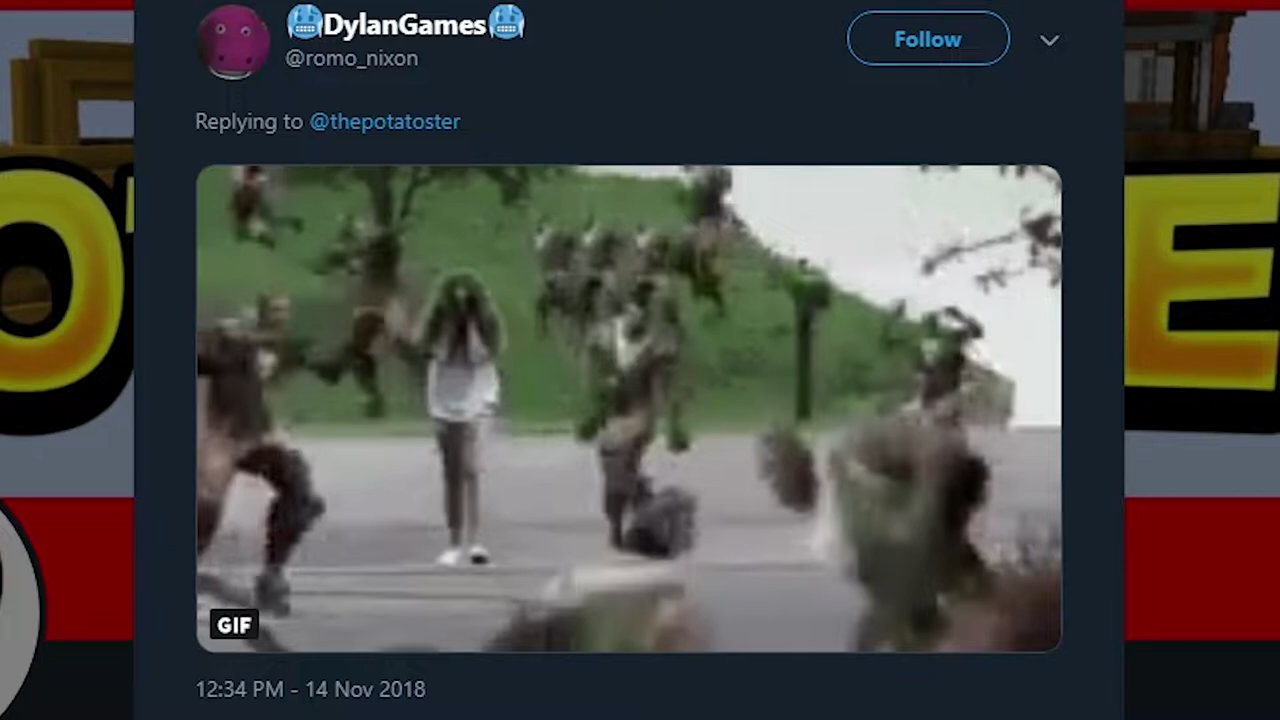 🥶DylanGames🥶
Follow
@romo_nixon
Replying to @thepotatoster
O
E
GIF
12:34 PM - 14 Nov 2018